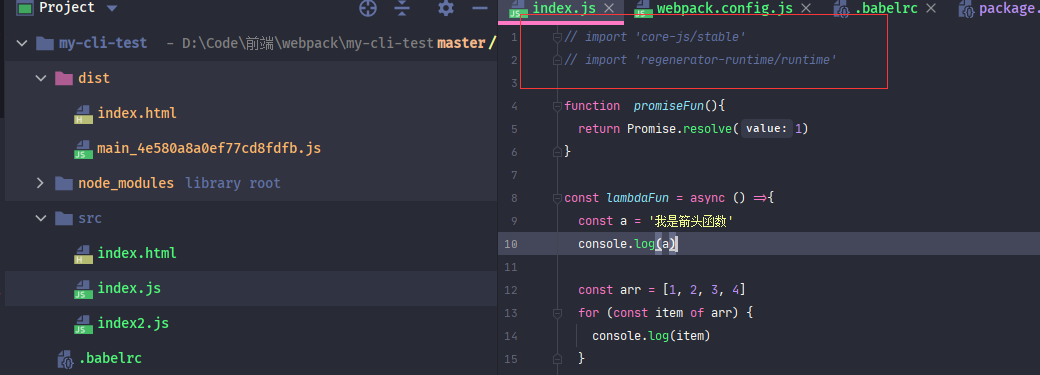 Project
my-cli-test – D:\Code\前端\webpack\my-cli-test master /
dist
index.html
main_4e580a8a0ef77cd8fdfb.js
node_modules library root
src
index.html
index.js
index2.js
.babelrc
index.js webpack.config.js .babelrc package.
1 // import 'core-js/stable'
2 // import 'regenerator-runtime/runtime'
3
4 function promiseFun(){
5 return Promise.resolve( value: 1)
6 }
7
8 const lambdaFun = async () =>{
9 const a = '我是箭头函数'
10 console.log(a)
11
12 const arr = [1, 2, 3, 4]
13 for (const item of arr) {
14 console.log(item)
15 }